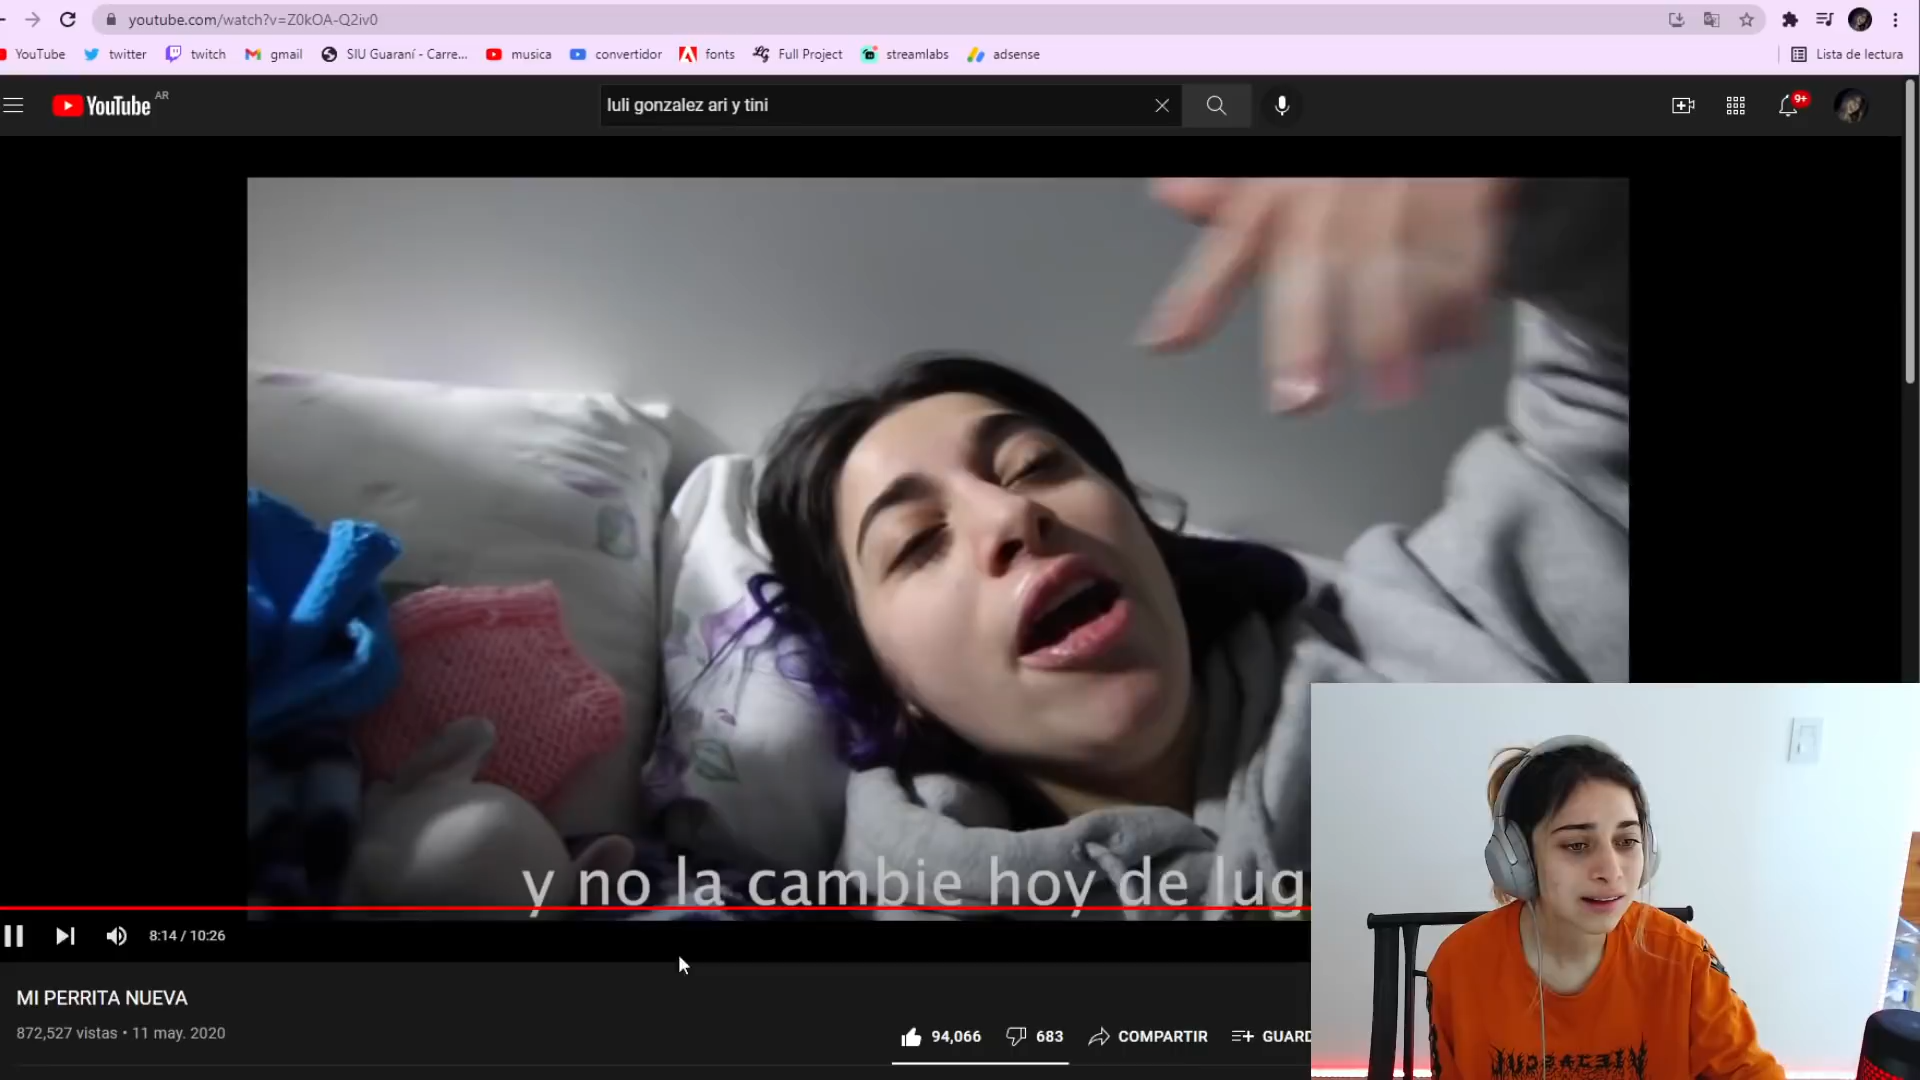 youtube.com/watch?v=Z0kOA-Q2iv0
YouTube twitter twitch gmail SIU Guaraní - Carre... musica convertidor fonts Full Project streamlabs adsense Lista de lectura
YouTube AR
luli gonzalez ari y tini
9+
y no la cambie hoy de lug
8:14 / 10:26
MI PERRITA NUEVA
872,527 vistas • 11 may. 2020
94,066 683 COMPARTIR GUARD